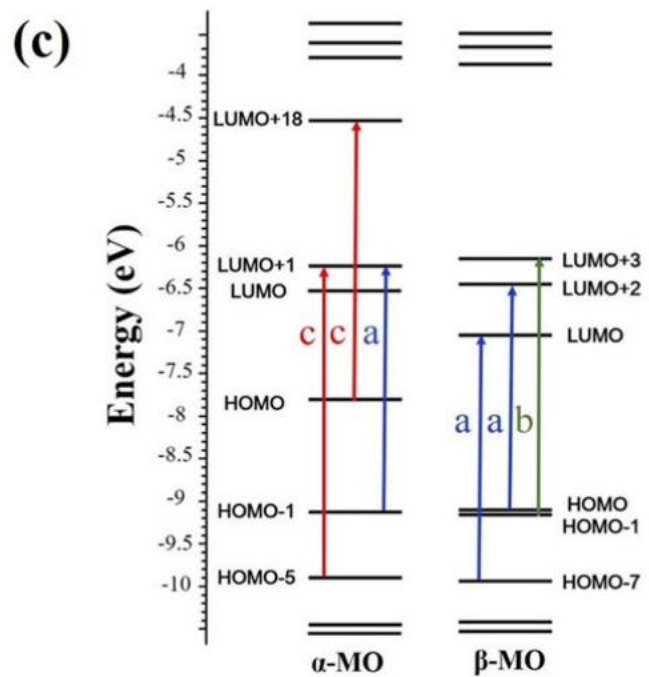 (c)
Energy (eV)
-4
-4.5
-5
-5.5
-6
-6.5
-7
-7.5
-8
-8.5
-9
-9.5
-10
LUMO+18
LUMO+1
LUMO
HOMO
HOMO-1
HOMO-5
c c a
α-MO
a a b
LUMO+3
LUMO+2
LUMO
HOMO
HOMO-1
HOMO-7
β-MO